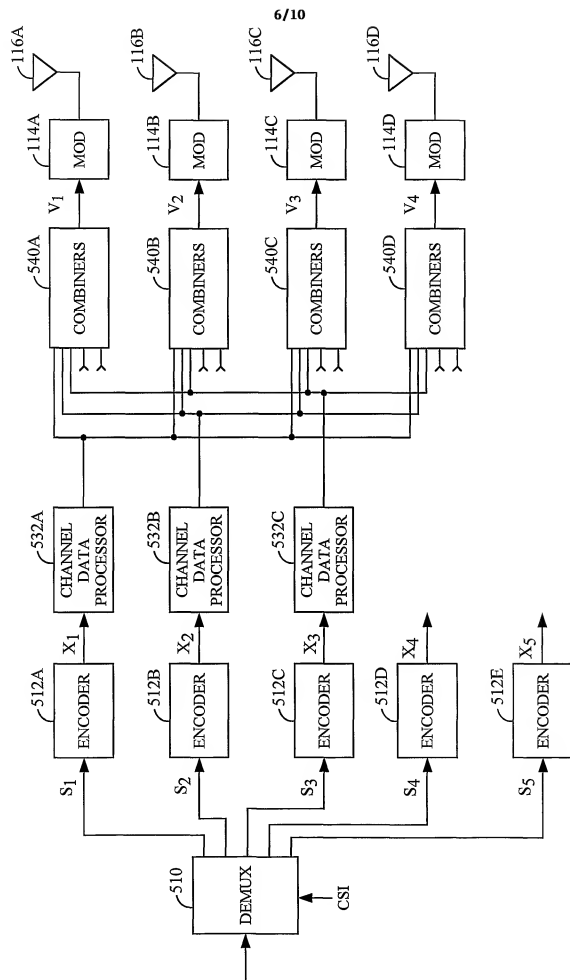 6/10
116A
116B
116C
116D
114A
114B
114C
114D
MOD
MOD
MOD
MOD
V1
V2
V3
V4
540A
540B
540C
540D
COMBINERS
COMBINERS
COMBINERS
COMBINERS
532A
532B
532C
CHANNEL
DATA
PROCESSOR
CHANNEL
DATA
PROCESSOR
CHANNEL
DATA
PROCESSOR
X1
X2
X3
X4
X5
512A
512B
512C
512D
512E
ENCODER
ENCODER
ENCODER
ENCODER
ENCODER
S1
S2
S3
S4
S5
510
DEMUX
CSI